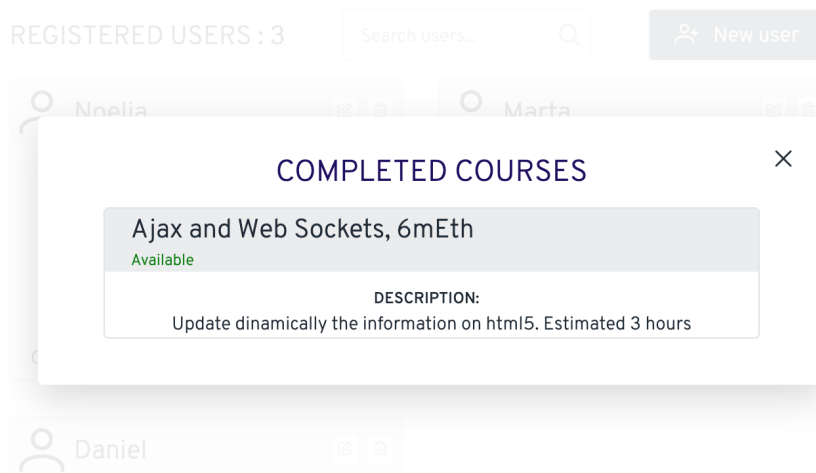 REGISTERED USERS : 3
Search users...
New user
Noelia
Marta
COMPLETED COURSES
Ajax and Web Sockets, 6mEth
Available
DESCRIPTION:
Update dinamically the information on html5. Estimated 3 hours
Daniel